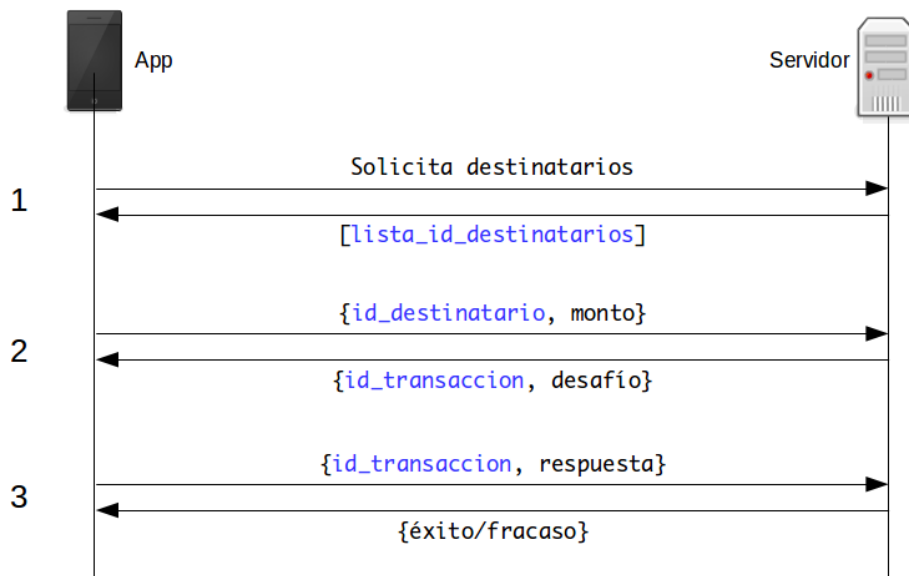 App
Servidor
Solicita destinatarios
1
[lista_id_destinatarios]
{id_destinatario, monto}
2
{id_transaccion, desafío}
{id_transaccion, respuesta}
3
{éxito/fracaso}